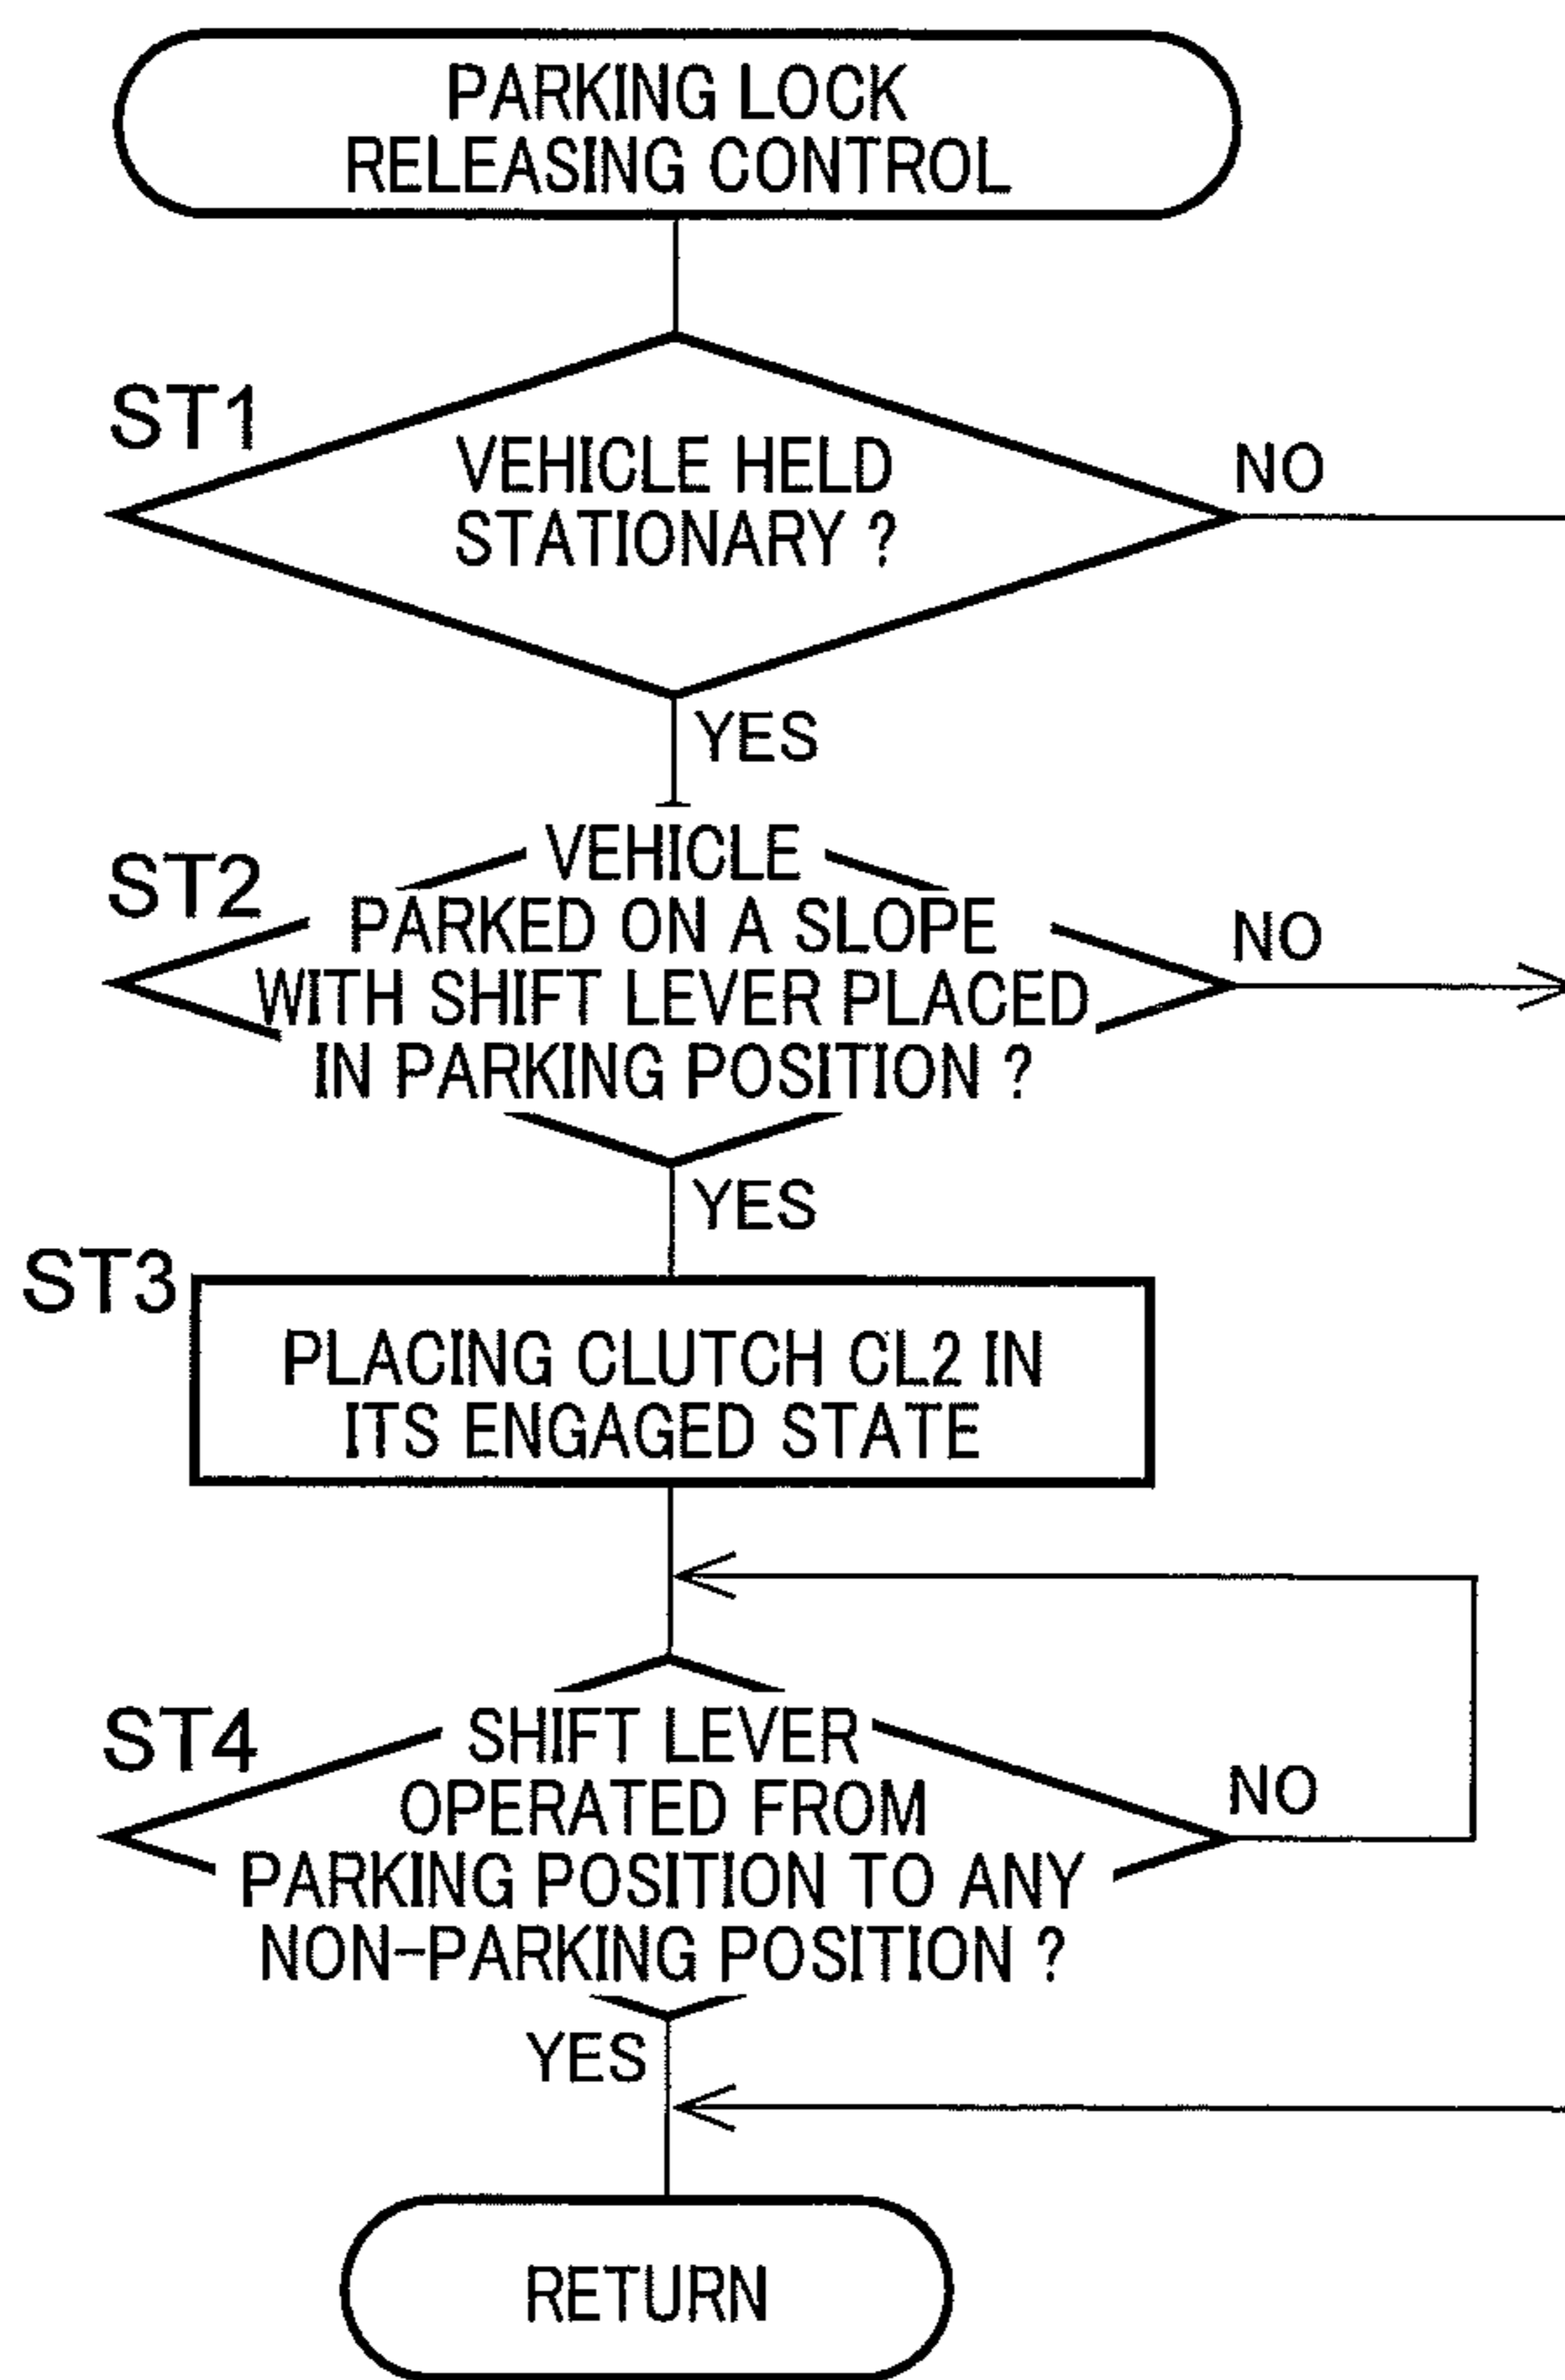 PARKING LOCK
RELEASING CONTROL
ST1
VEHICLE HELD
STATIONARY ?
NO
YES
ST2
VEHICLE
PARKED ON A SLOPE
WITH SHIFT LEVER PLACED
IN PARKING POSITION ?
NO
YES
ST3
PLACING CLUTCH CL2 IN
ITS ENGAGED STATE
ST4
SHIFT LEVER
OPERATED FROM
PARKING POSITION TO ANY
NON-PARKING POSITION ?
NO
YES
RETURN